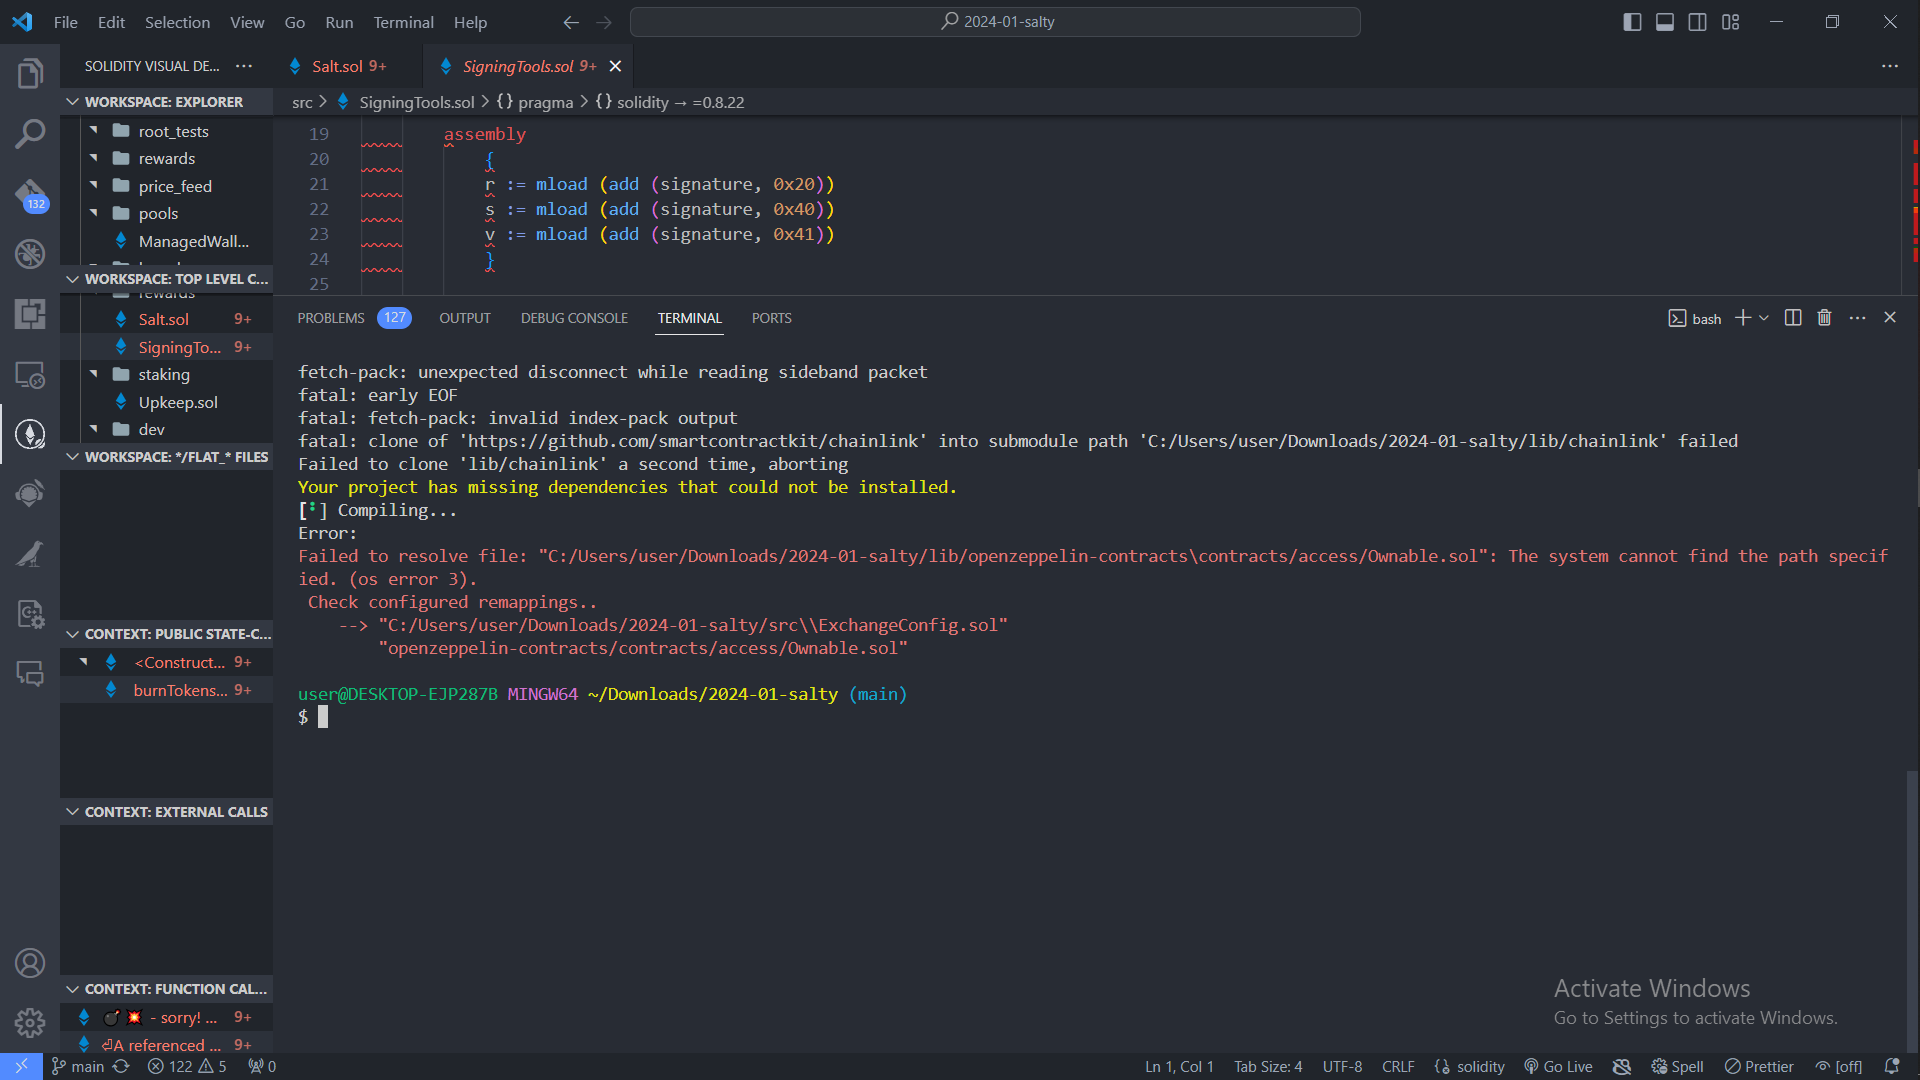 File Edit Selection View Go Run Terminal Help
2024-01-salty
SOLIDITY VISUAL DE... ···
Salt.sol 9+
SigningTools.sol 9+
WORKSPACE: EXPLORER
root_tests
rewards
price_feed
pools
ManagedWall...
WORKSPACE: TOP LEVEL C...
rewards
Salt.sol 9+
SigningTo... 9+
staking
Upkeep.sol
dev
WORKSPACE: */FLAT_* FILES
CONTEXT: PUBLIC STATE-C...
<Construct... 9+
burnTokens... 9+
CONTEXT: EXTERNAL CALLS
CONTEXT: FUNCTION CAL...
💣 💥 - sorry! ... 9+
⏎A referenced ... 9+
132
src > SigningTools.sol > {} pragma > {} solidity → =0.8.22
19 assembly
20 {
21 r := mload (add (signature, 0x20))
22 s := mload (add (signature, 0x40))
23 v := mload (add (signature, 0x41))
24 }
25
PROBLEMS 127 OUTPUT DEBUG CONSOLE TERMINAL PORTS
bash
fetch-pack: unexpected disconnect while reading sideband packet
fatal: early EOF
fatal: fetch-pack: invalid index-pack output
fatal: clone of 'https://github.com/smartcontractkit/chainlink' into submodule path 'C:/Users/user/Downloads/2024-01-salty/lib/chainlink' failed
Failed to clone 'lib/chainlink' a second time, aborting
Your project has missing dependencies that could not be installed.
[⠃] Compiling...
Error:
Failed to resolve file: "C:/Users/user/Downloads/2024-01-salty/lib/openzeppelin-contracts\contracts/access/Ownable.sol": The system cannot find the path specif
ied. (os error 3).
Check configured remappings..
--> "C:/Users/user/Downloads/2024-01-salty/src\\ExchangeConfig.sol"
"openzeppelin-contracts/contracts/access/Ownable.sol"
user@DESKTOP-EJP287B MINGW64 ~/Downloads/2024-01-salty (main)
$
Activate Windows
Go to Settings to activate Windows.
main 122 5 0
Ln 1, Col 1 Tab Size: 4 UTF-8 CRLF solidity Go Live Spell Prettier [off]